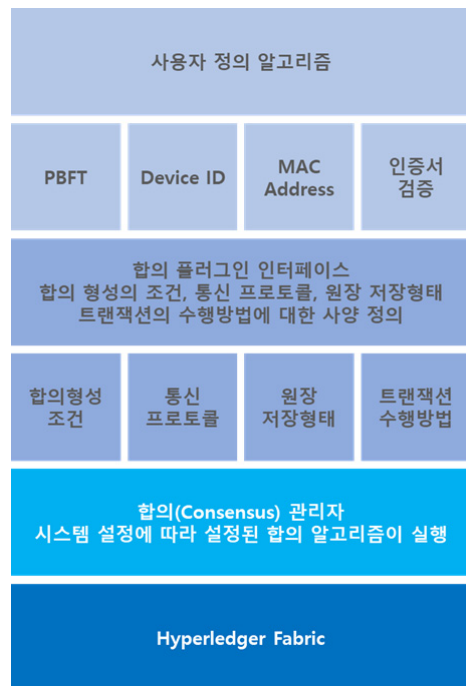 사용자 정의 알고리즘
PBFT
Device ID
MAC
Address
인증서
검증
합의 플러그인 인터페이스
합의 형성의 조건, 통신 프로토콜, 원장 저장형태
트랜잭션의 수행방법에 대한 사양 정의
합의형성
조건
통신
프로토콜
원장
저장형태
트랜잭션
수행방법
합의(Consensus) 관리자
시스템 설정에 따라 설정된 합의 알고리즘이 실행
Hyperledger Fabric